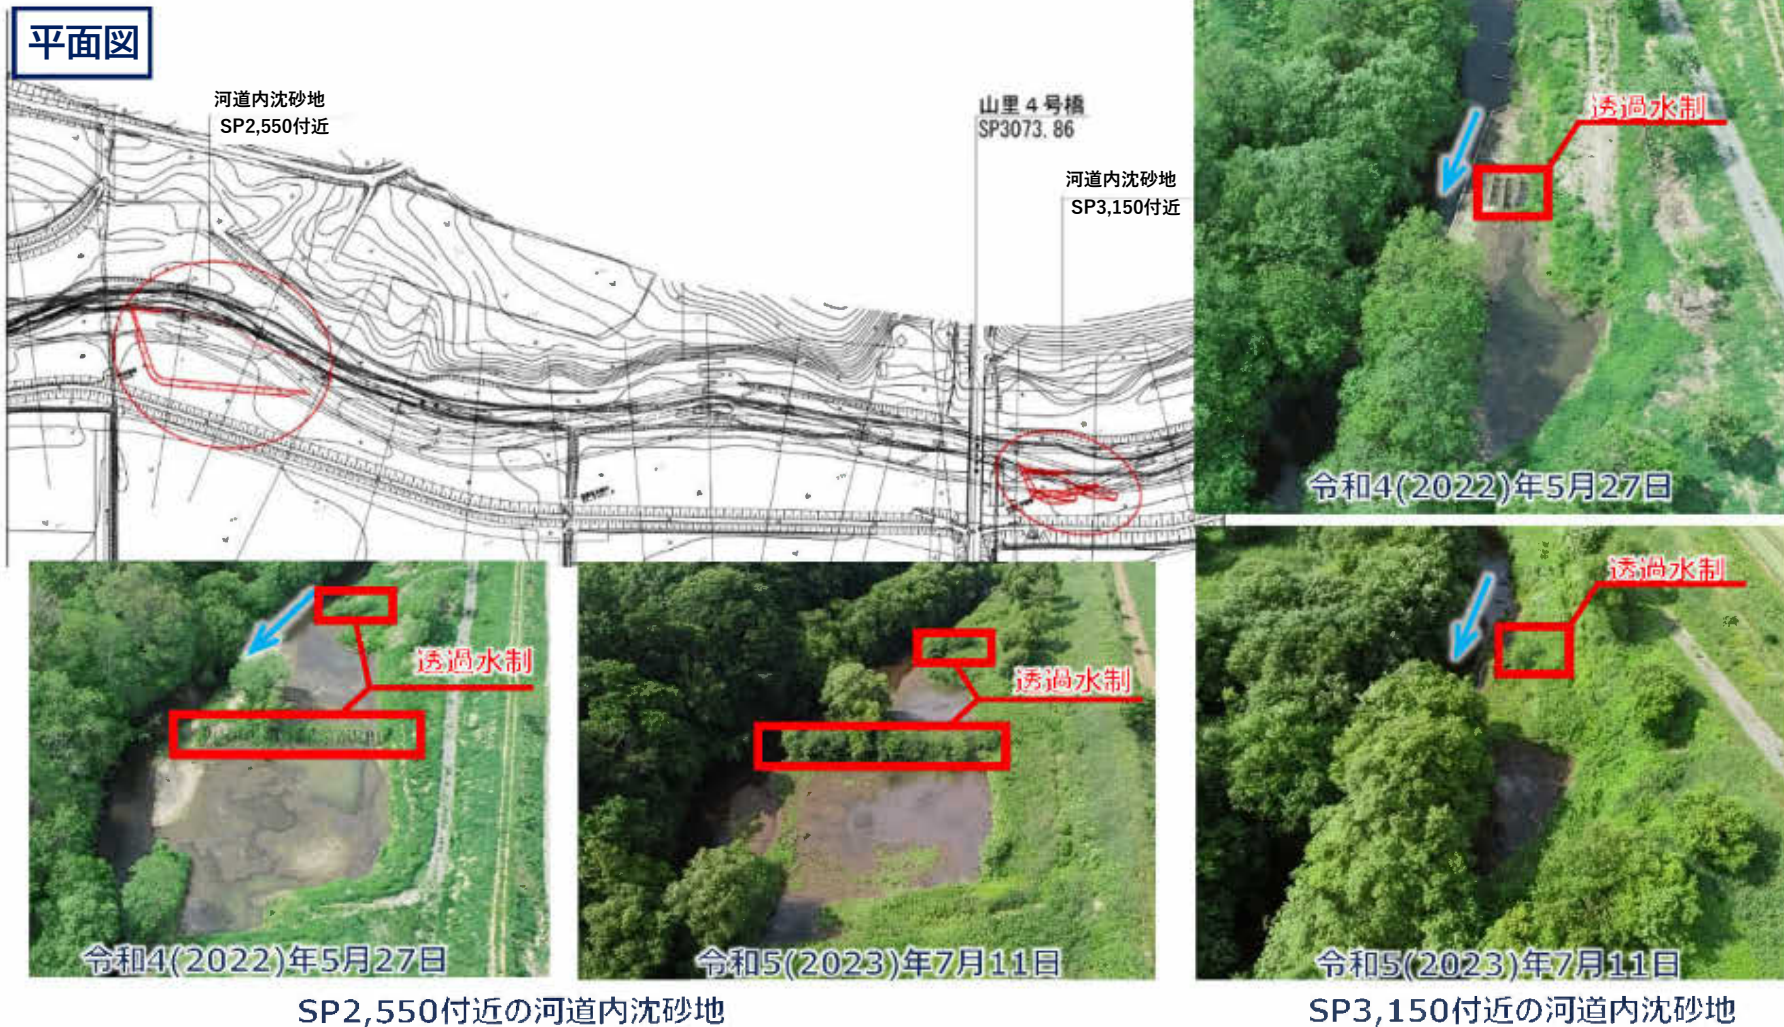 平面図
河道内沈砂地
SP2,550付近
山里4号橋
SP3073.86
河道内沈砂地
SP3,150付近
透過水制
令和4(2022)年5月27日
透過水制
令和4(2022)年5月27日
透過水制
令和5(2023)年7月11日
透過水制
令和5(2023)年7月11日
SP2,550付近の河道内沈砂地
SP3,150付近の河道内沈砂地